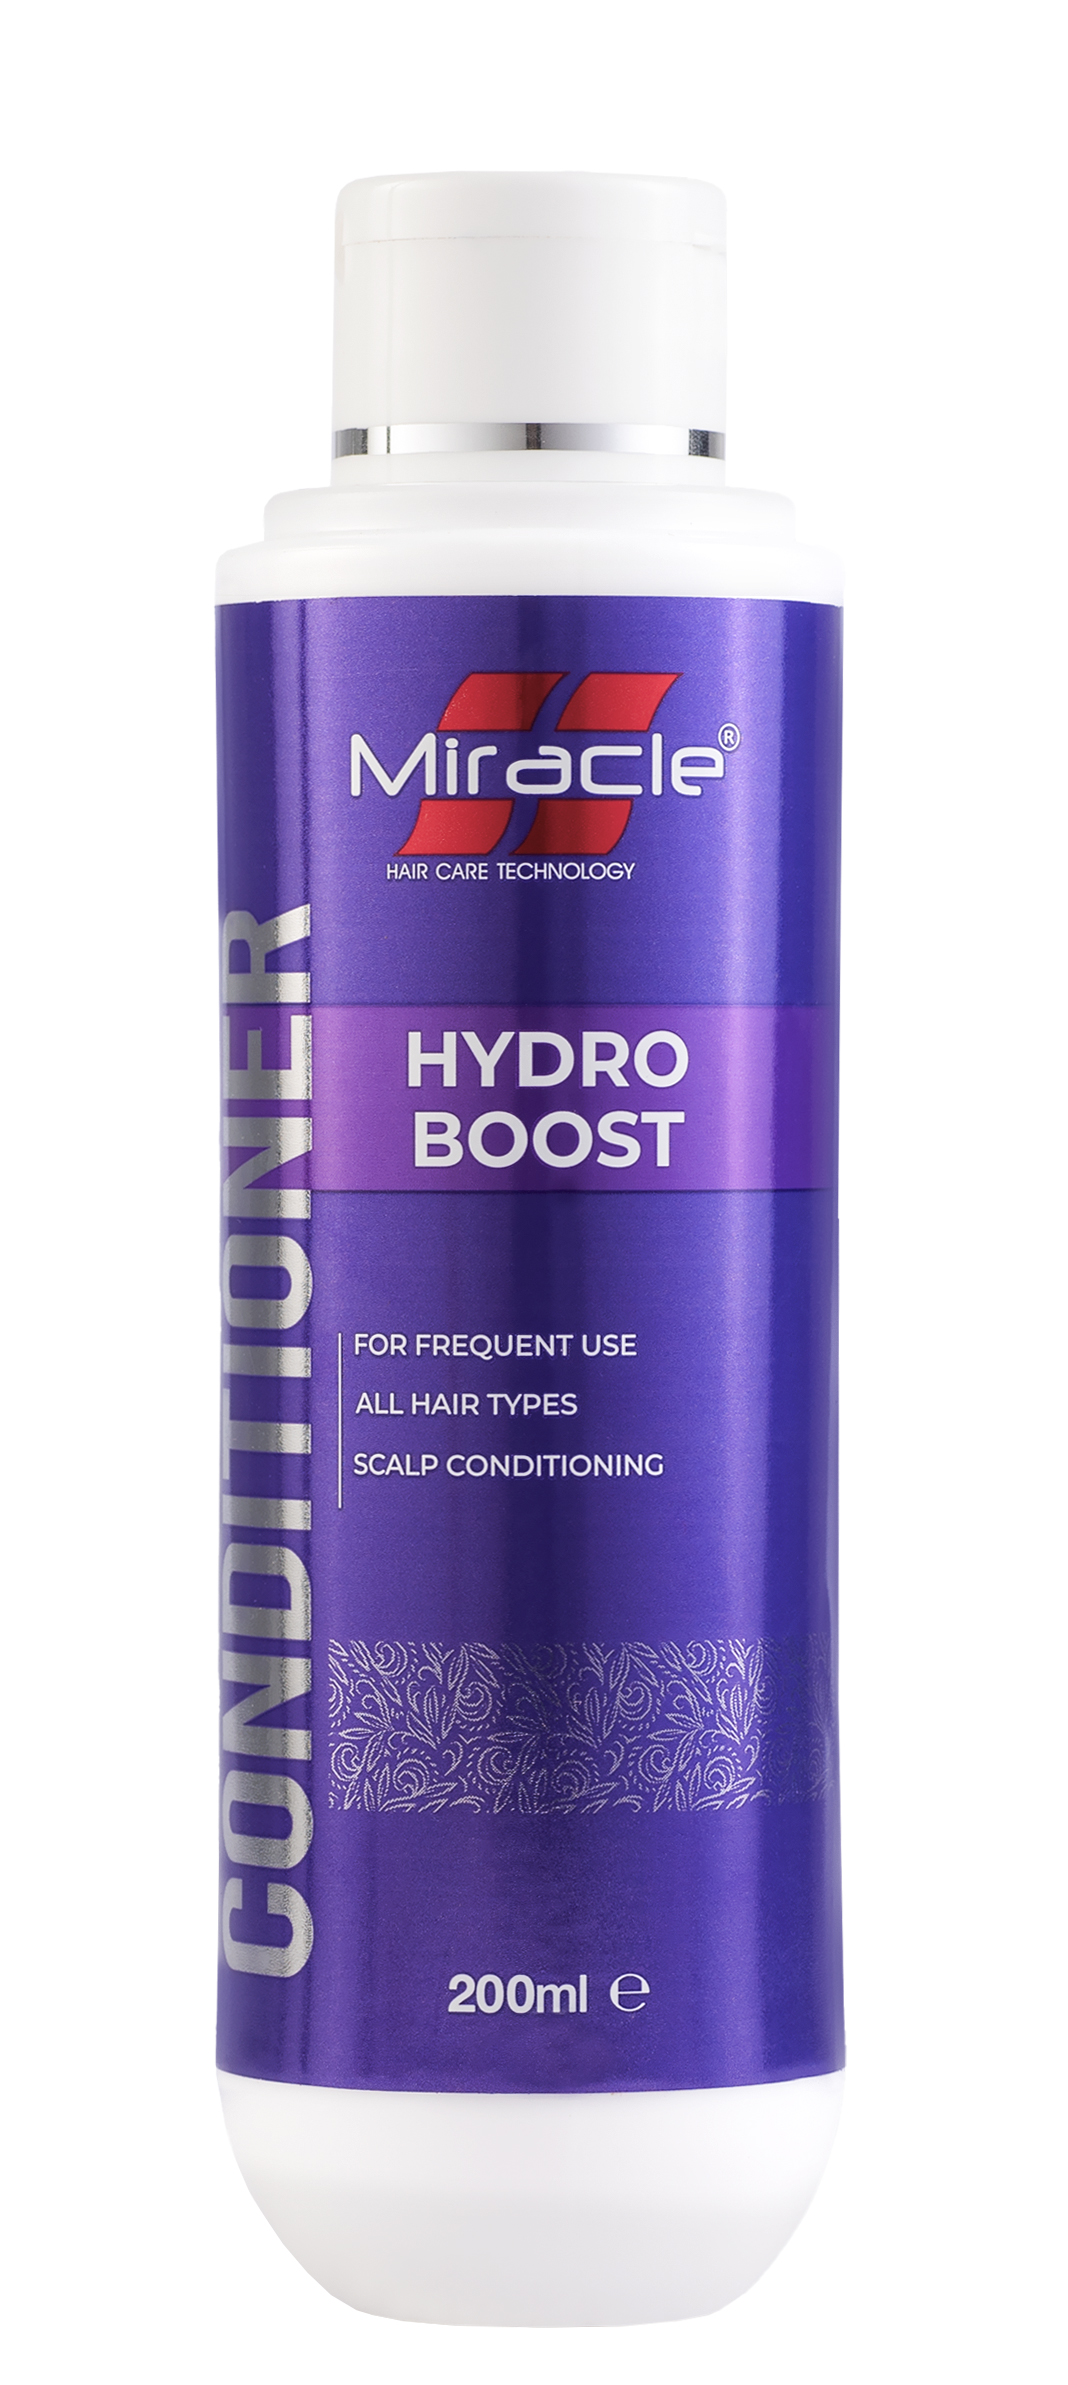 Miracle®
HAIR CARE TECHNOLOGY
CONDITIONER
HYDRO
BOOST
FOR FREQUENT USE
ALL HAIR TYPES
SCALP CONDITIONING
200ml ℮